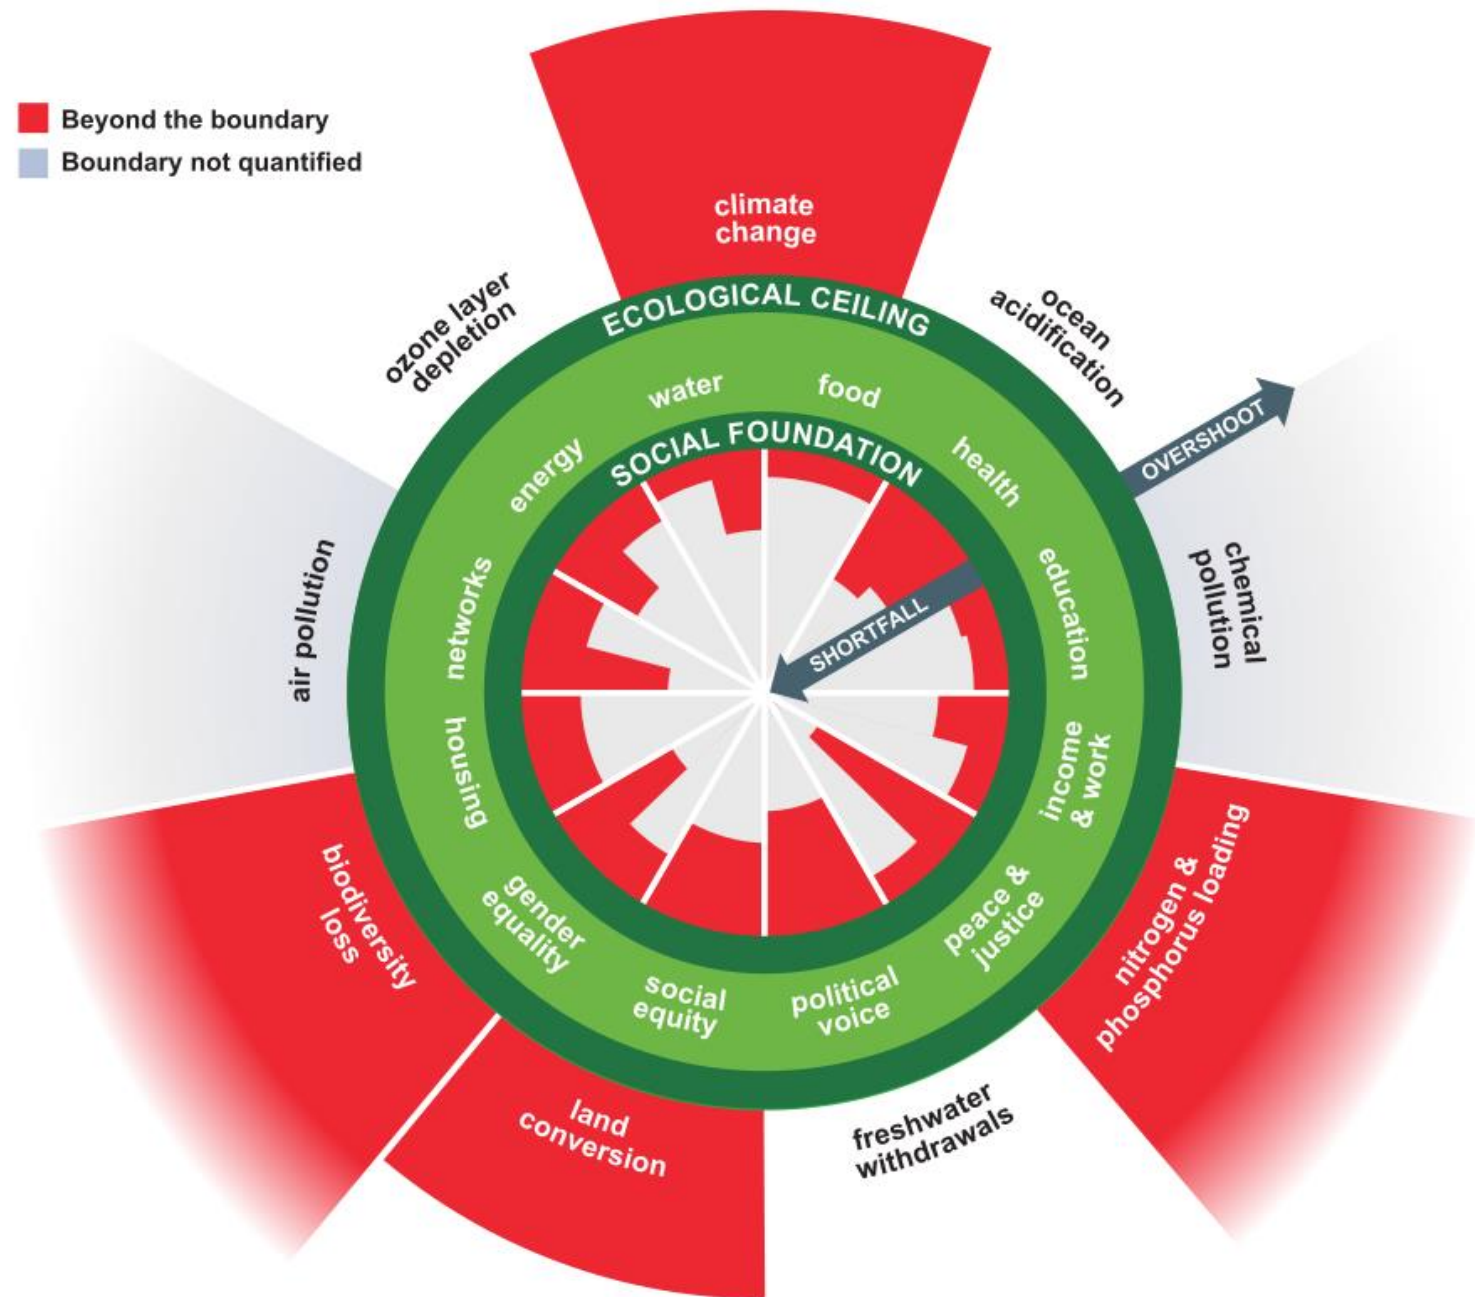 Beyond the boundary
Boundary not quantified
climate
change
ozone layer
depletion
ocean
acidification
ECOLOGICAL CEILING
OVERSHOOT
water
food
energy
health
SOCIAL FOUNDATION
networks
education
SHORTFALL
air pollution
chemical
pollution
housing
income
& work
gender
equality
peace &
justice
social
equity
political
voice
biodiversity
loss
nitrogen &
phosphorus loading
land
conversion
freshwater
withdrawals